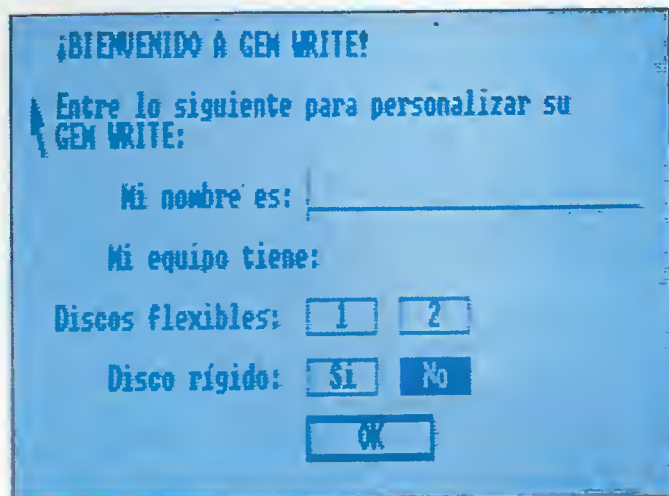 ¡BIENVENIDO A GEM WRITE!
Entre lo siguiente para personalizar su
GEM WRITE:
Mi nombre es:
Mi equipo tiene:
Discos flexibles: 1 2
Disco rígido: Si No
OK